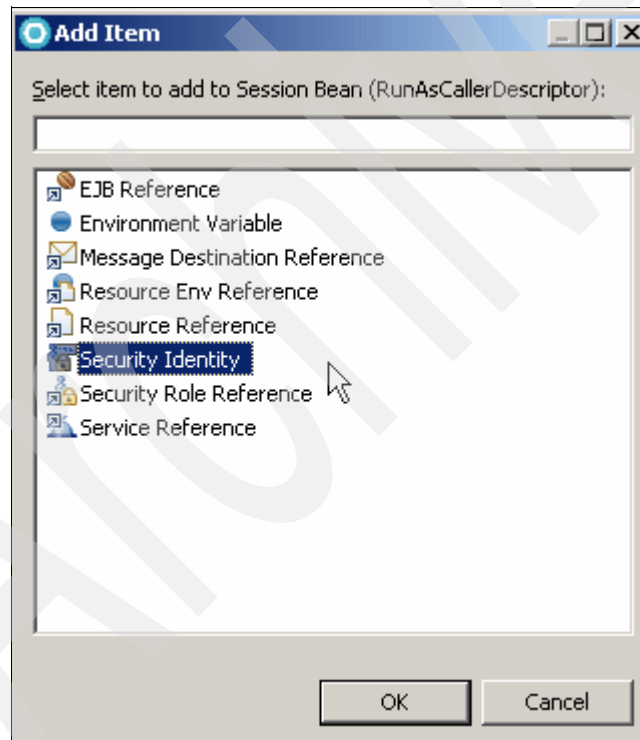 Add Item
Select item to add to Session Bean (RunAsCallerDescriptor):
EJB Reference
Environment Variable
Message Destination Reference
Resource Env Reference
Resource Reference
Security Identity
Security Role Reference
Service Reference
OK Cancel